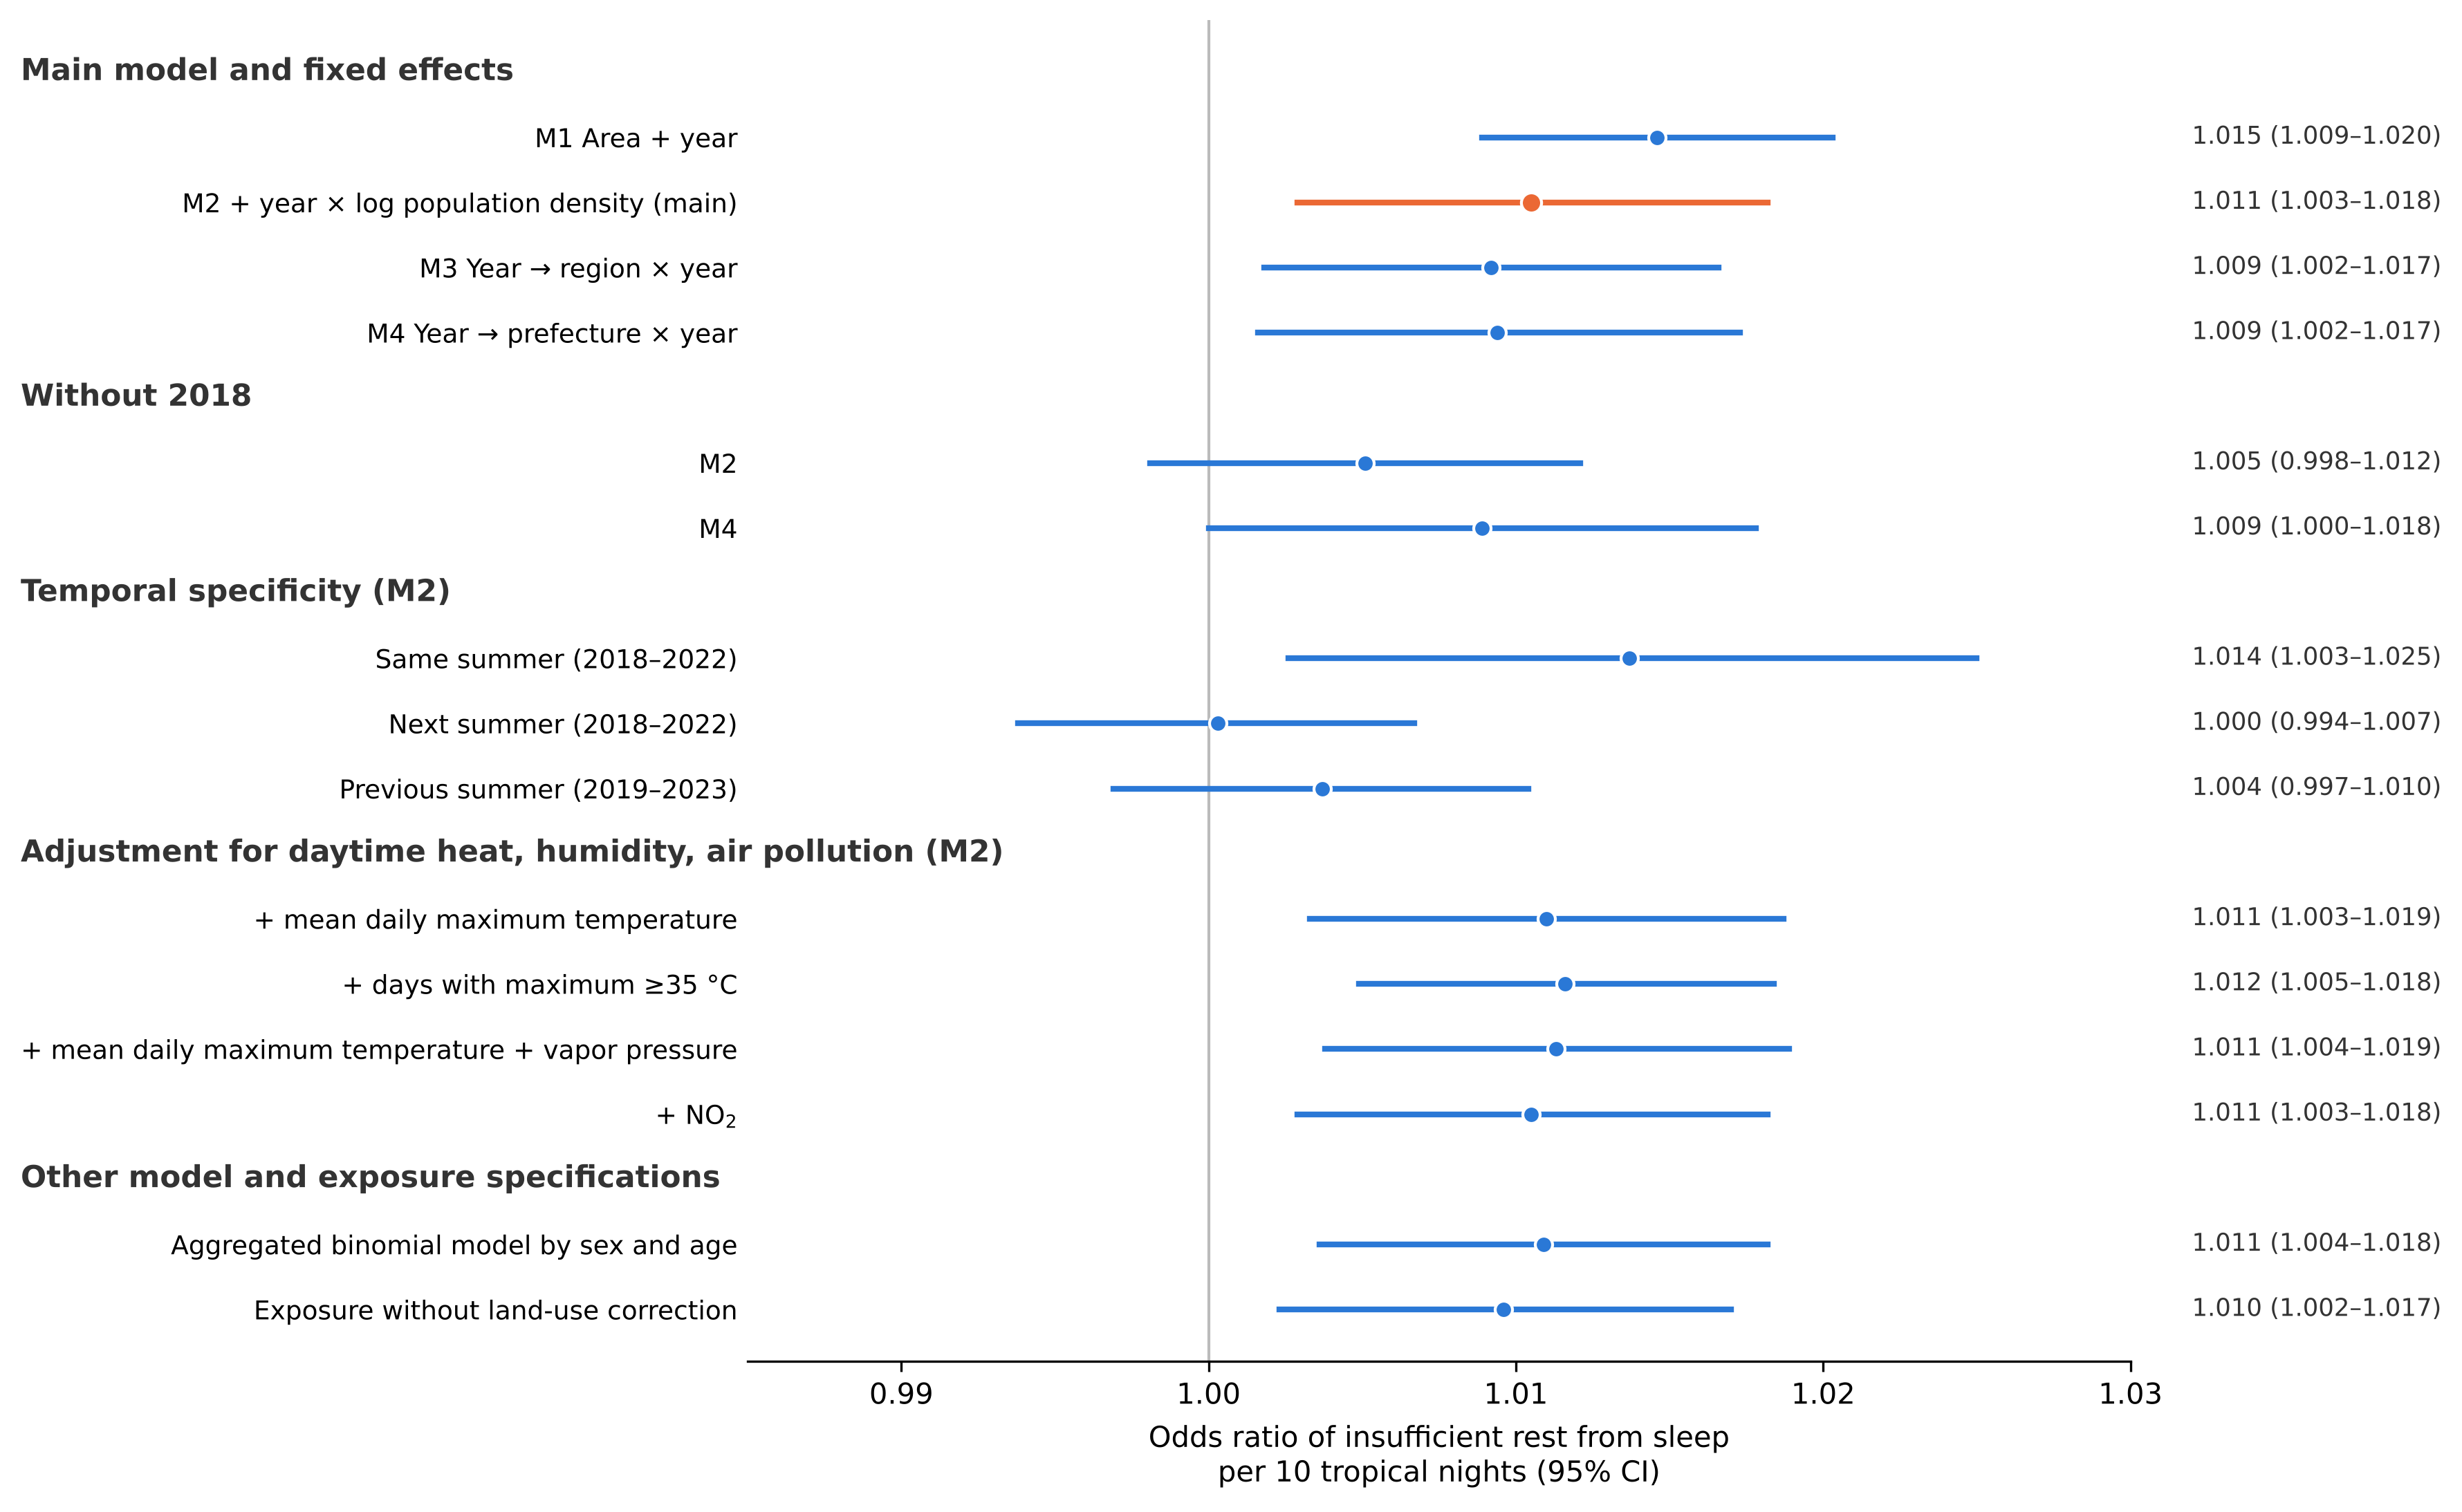 Main model and fixed effects
M1 Area + year 1.015 (1.009–1.020)
M2 + year × log population density (main) 1.011 (1.003–1.018)
M3 Year → region × year 1.009 (1.002–1.017)
M4 Year → prefecture × year 1.009 (1.002–1.017)
Without 2018
M2 1.005 (0.998–1.012)
M4 1.009 (1.000–1.018)
Temporal specificity (M2)
Same summer (2018–2022) 1.014 (1.003–1.025)
Next summer (2018–2022) 1.000 (0.994–1.007)
Previous summer (2019–2023) 1.004 (0.997–1.010)
Adjustment for daytime heat, humidity, air pollution (M2)
+ mean daily maximum temperature 1.011 (1.003–1.019)
+ days with maximum ≥35 °C 1.012 (1.005–1.018)
+ mean daily maximum temperature + vapor pressure 1.011 (1.004–1.019)
+ NO₂ 1.011 (1.003–1.018)
Other model and exposure specifications
Aggregated binomial model by sex and age 1.011 (1.004–1.018)
Exposure without land-use correction 1.010 (1.002–1.017)
0.99 1.00 1.01 1.02 1.03
Odds ratio of insufficient rest from sleep
per 10 tropical nights (95% CI)